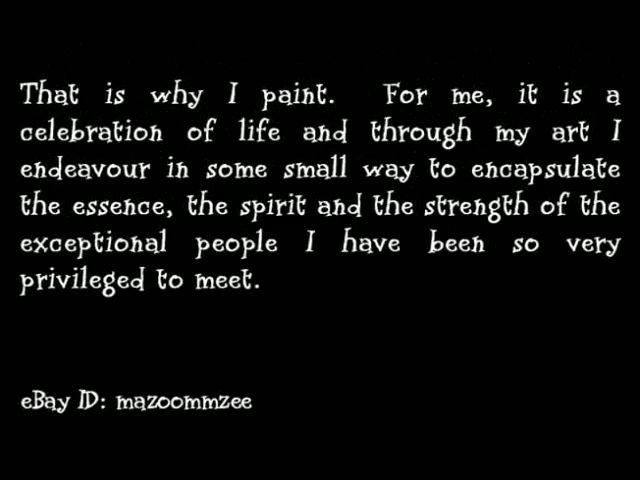 That is why I paint. For me, it is a
celebration of life and through my art I
endeavour in some small way to encapsulate
the essence, the spirit and the strength of the
exceptional people I have been so very
privileged to meet.
eBay ID: mazoommzee